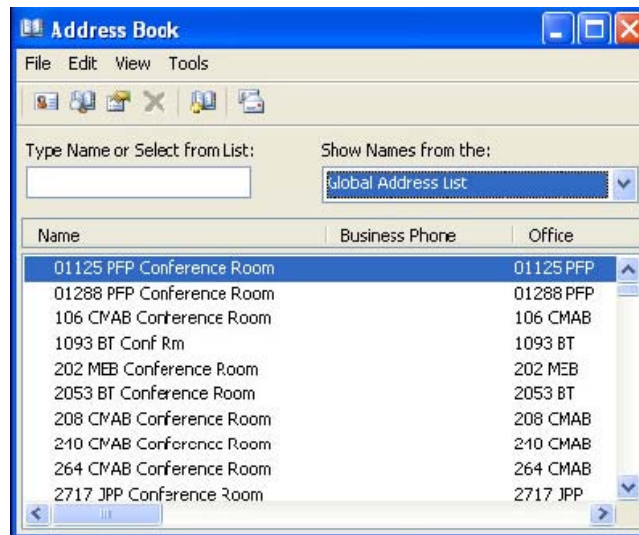 Address Book
File Edit View Tools
Type Name or Select from List: Show Names from the:
Global Address List
Name Business Phone Office
01125 PFP Conference Room 01125 PFP
01288 PFP Conference Room 01288 PFP
106 CMAB Conference Room 106 CMAB
1093 BT Conf Rm 1093 BT
202 MEB Conference Room 202 MEB
2053 BT Conference Room 2053 BT
208 CMAB Conference Room 208 CMAB
240 CMAB Conference Room 240 CMAB
264 CMAB Conference Room 264 CMAB
2717 JPP Conference Room 2717 JPP